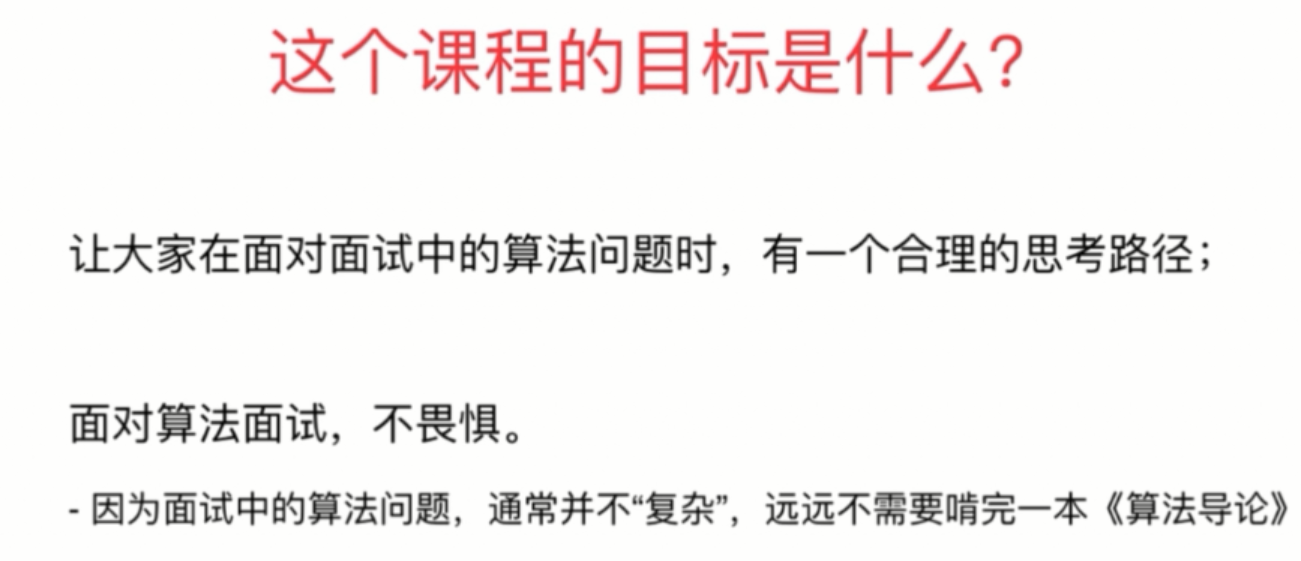 这个课程的目标是什么？
让大家在面对面试中的算法问题时，有一个合理的思考路径；
面对算法面试，不畏惧。
- 因为面试中的算法问题，通常并不“复杂”，远远不需要啃完一本《算法导论》